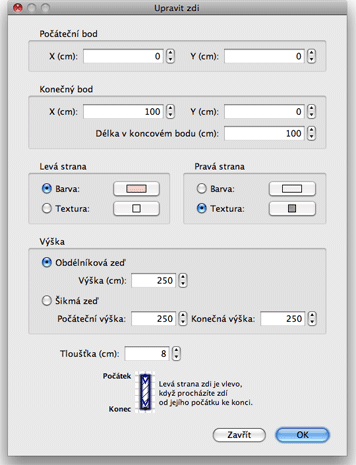 Upravit zdi
Počáteční bod
X (cm): 0 Y (cm): 0
Konečný bod
X (cm): 100 Y (cm): 0
Délka v koncovém bodu (cm): 100
Levá strana Pravá strana
Barva: Barva:
Textura: Textura:
Výška
Obdélníková zeď
Výška (cm): 250
Šikmá zeď
Počáteční výška: 250 Konečná výška: 250
Tloušťka (cm): 8
Počátek
Levá strana zdi je vlevo,
když procházíte zdí
od jejího počátku ke konci.
Konec
Zavřít OK